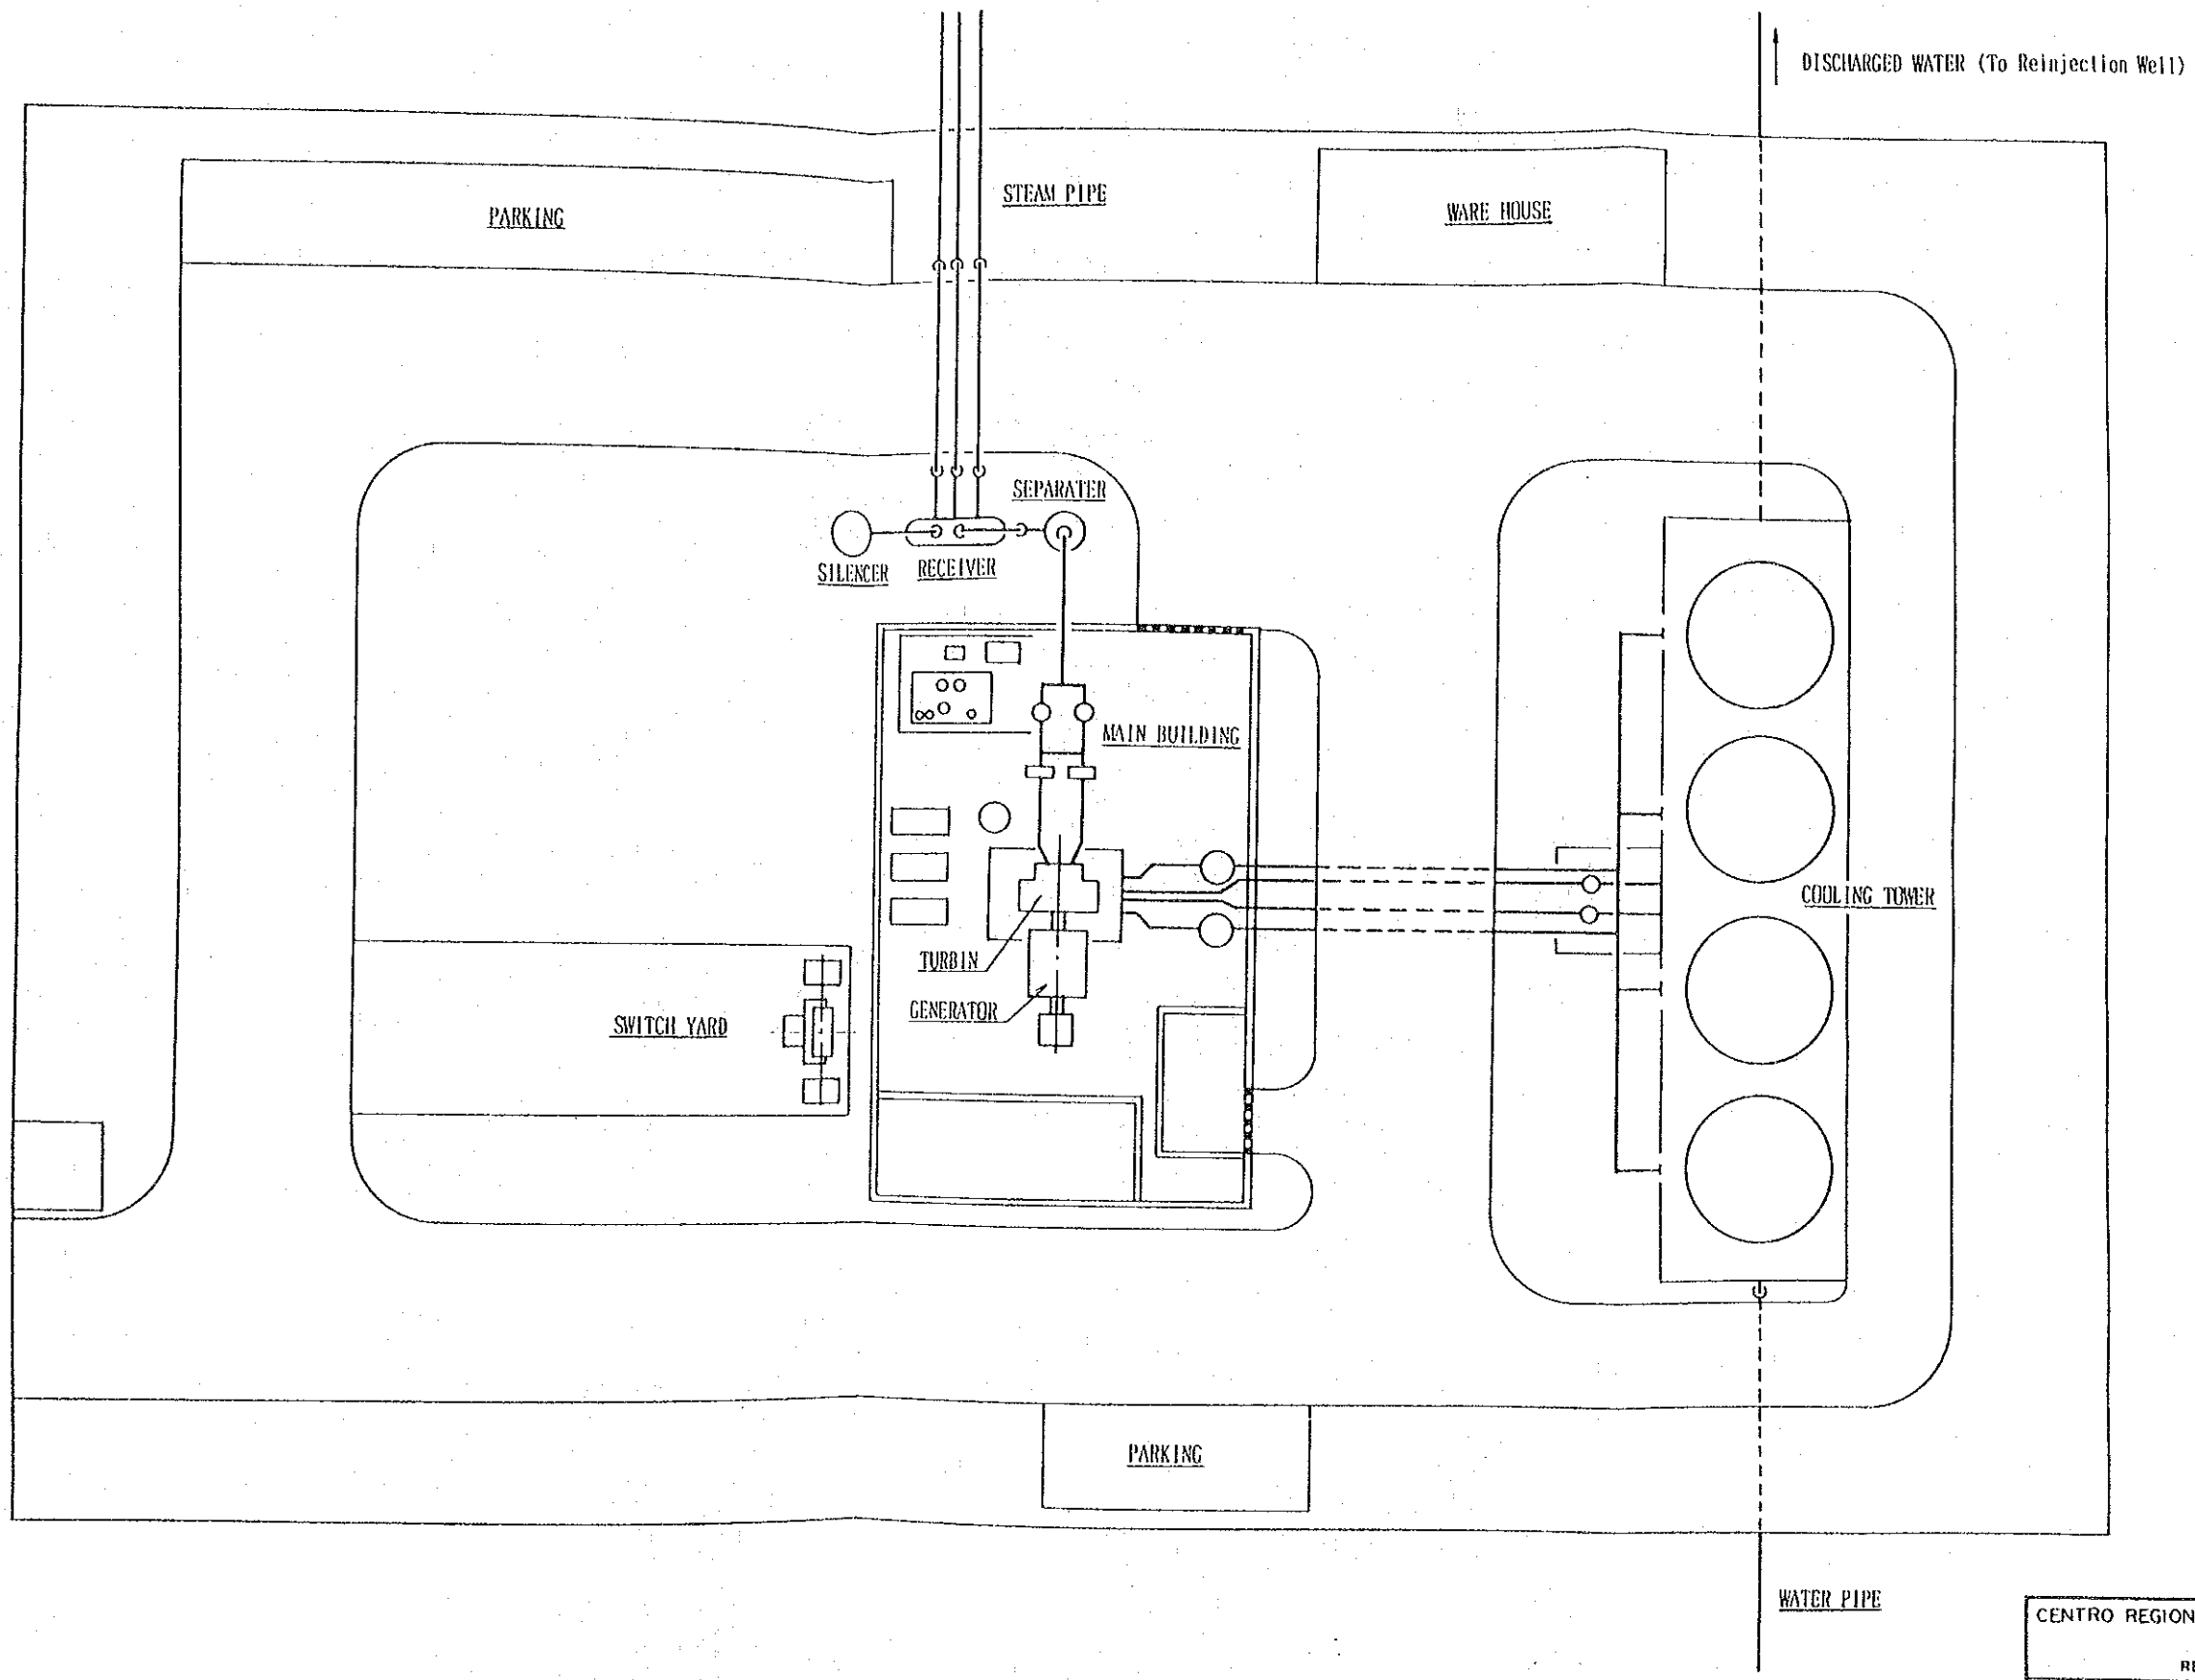 DISCHARGED WATER (To Reinjection Well)
STEAM PIPE
PARKING
WARE HOUSE
SEPARATER
SILENCER
RECEIVER
MAIN BUILDING
COOLING TOWER
TURBIN
GENERATOR
SWITCH YARD
PARKING
WATER PIPE
CENTRO REGION